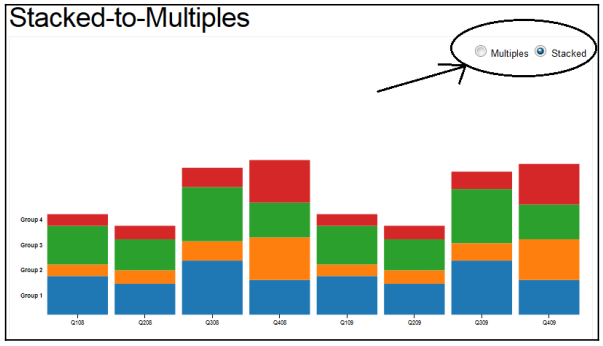 Stacked-to-Multiples
Multiples Stacked
Group 4
Group 3
Group 2
Group 1
Q108 Q208 Q308 Q408 Q109 Q209 Q309 Q409